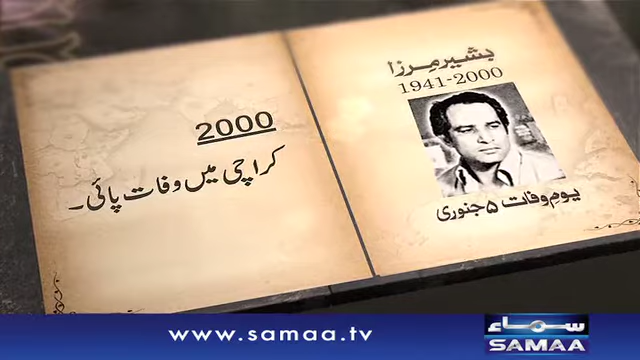 بشیر مرزا
1941-2000
یوم وفات ۵ جنوری
2000
کراچی میں وفات پائی۔
www.samaa.tv
سماء
SAMAA